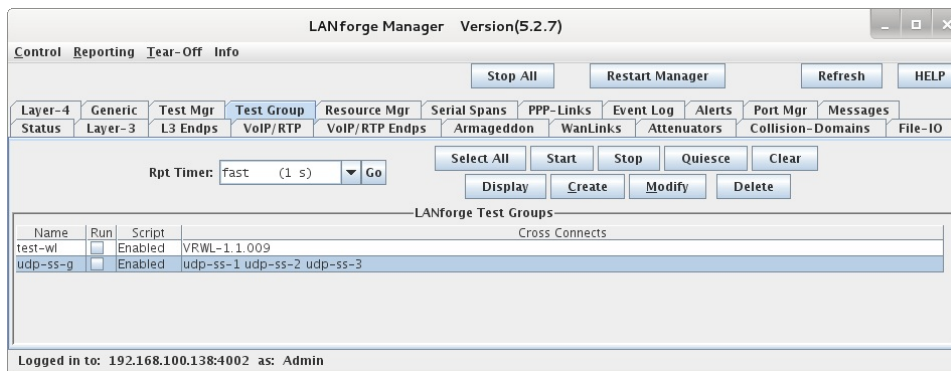 LANforge Manager Version(5.2.7)
Control Reporting Tear-Off Info
Stop All Restart Manager Refresh HELP
Layer-4 Generic Test Mgr Test Group Resource Mgr Serial Spans PPP-Links Event Log Alerts Port Mgr Messages
Status Layer-3 L3 Endps VoIP/RTP VoIP/RTP Endps Armageddon WanLinks Attenuators Collision-Domains File-IO
Rpt Timer: fast (1 s) Go Select All Start Stop Quiesce Clear
Display Create Modify Delete
LANforge Test Groups
Name Run Script Cross Connects
test-wl Enabled VRWL-1.1.009
udp-ss-g Enabled udp-ss-1 udp-ss-2 udp-ss-3
Logged in to: 192.168.100.138:4002 as: Admin